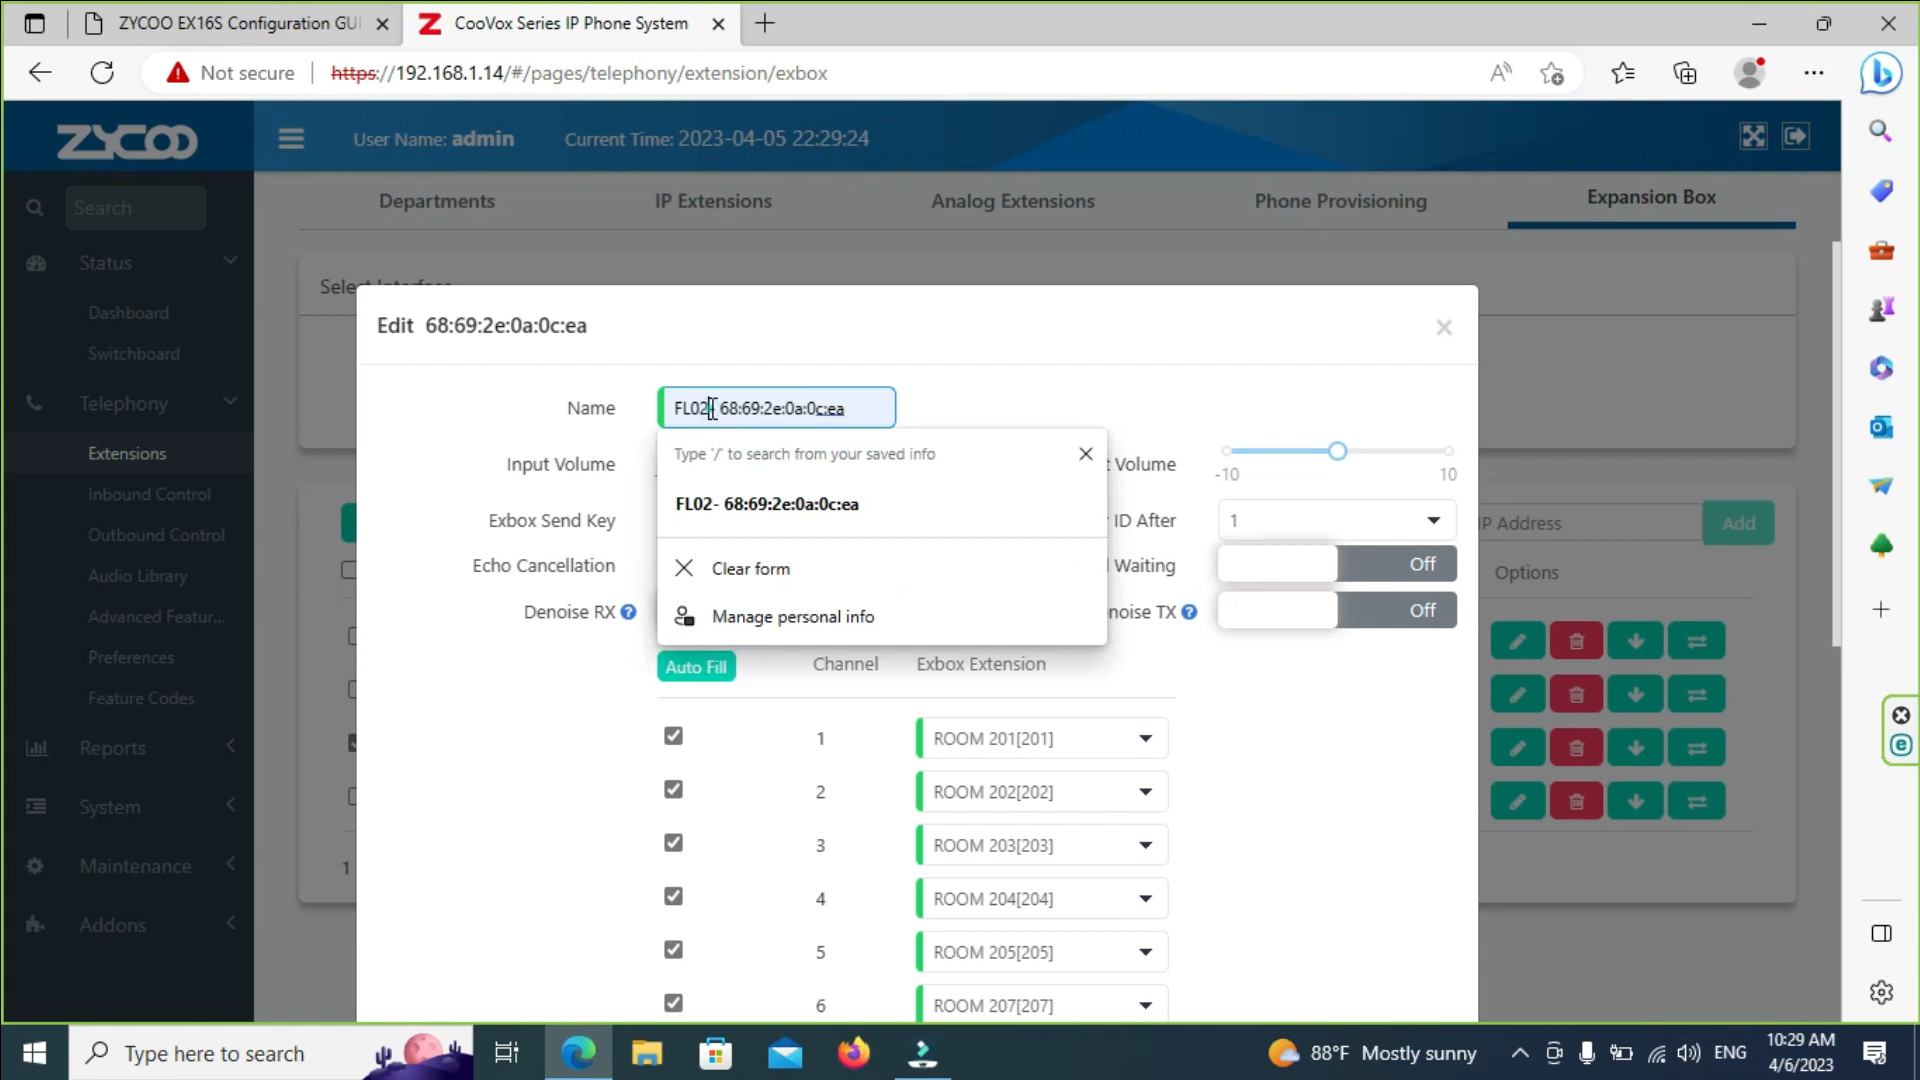 ZYCOO EX16S Configuration GUI
CooVox Series IP Phone System
Not secure
https://192.168.1.14/#/pages/telephony/extension/exbox
ZYCOO
User Name: admin
Current Time: 2023-04-05 22:29:24
Search
Departments
IP Extensions
Analog Extensions
Phone Provisioning
Expansion Box
Status
Dashboard
Switchboard
Telephony
Extensions
Inbound Control
Outbound Control
Audio Library
Advanced Featur...
Preferences
Feature Codes
Reports
System
Maintenance
Addons
Edit 68:69:2e:0a:0c:ea
Name
FL02- 68:69:2e:0a:0c:ea
Type '/' to search from your saved info
FL02- 68:69:2e:0a:0c:ea
Clear form
Manage personal info
Input Volume
Volume
-10
10
Exbox Send Key
ID After
1
Echo Cancellation
Waiting
Off
Denoise RX
noise TX
Off
Auto Fill
Channel
Exbox Extension
1
ROOM 201[201]
2
ROOM 202[202]
3
ROOM 203[203]
4
ROOM 204[204]
5
ROOM 205[205]
6
ROOM 207[207]
IP Address
Add
Options
1
Type here to search
88°F Mostly sunny
ENG
10:29 AM
4/6/2023